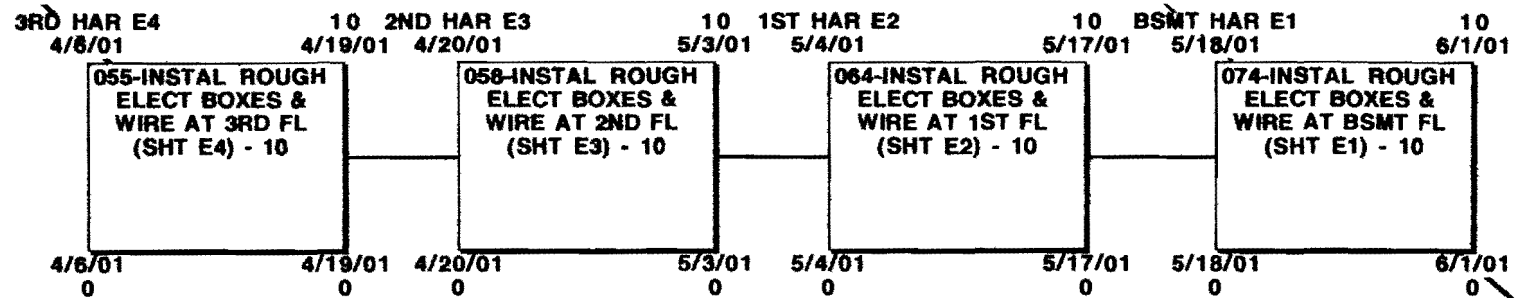 3RD HAR E4 10 2ND HAR E3 10 1ST HAR E2 10 BSMT HAR E1 10
4/6/01 4/19/01 4/20/01 5/3/01 5/4/01 5/17/01 5/18/01 6/1/01
055-INSTAL ROUGH
ELECT BOXES &
WIRE AT 3RD FL
(SHT E4) - 10
058-INSTAL ROUGH
ELECT BOXES &
WIRE AT 2ND FL
(SHT E3) - 10
064-INSTAL ROUGH
ELECT BOXES &
WIRE AT 1ST FL
(SHT E2) - 10
074-INSTAL ROUGH
ELECT BOXES &
WIRE AT BSMT FL
(SHT E1) - 10
4/6/01 4/19/01 4/20/01 5/3/01 5/4/01 5/17/01 5/18/01 6/1/01
0 0 0 0 0 0 0 0